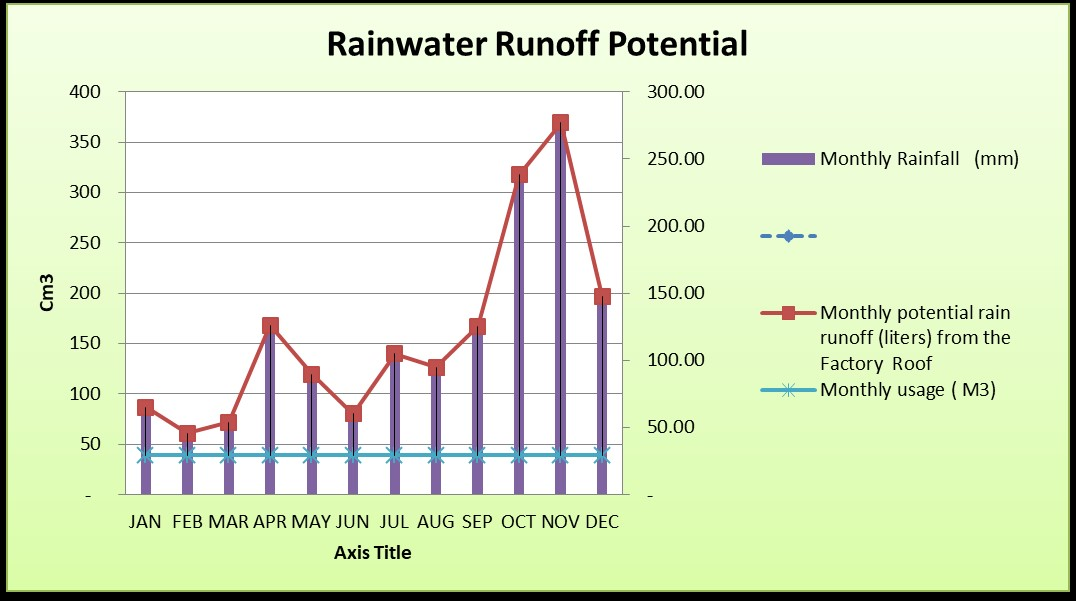 Rainwater Runoff Potential
400
350
300
250
200
150
100
50
-
Cm3
300.00
250.00
200.00
150.00
100.00
50.00
-
JAN FEB MAR APR MAY JUN JUL AUG SEP OCT NOV DEC
Axis Title
Monthly Rainfall (mm)
Monthly potential rain
runoff (liters) from the
Factory Roof
Monthly usage ( M3)